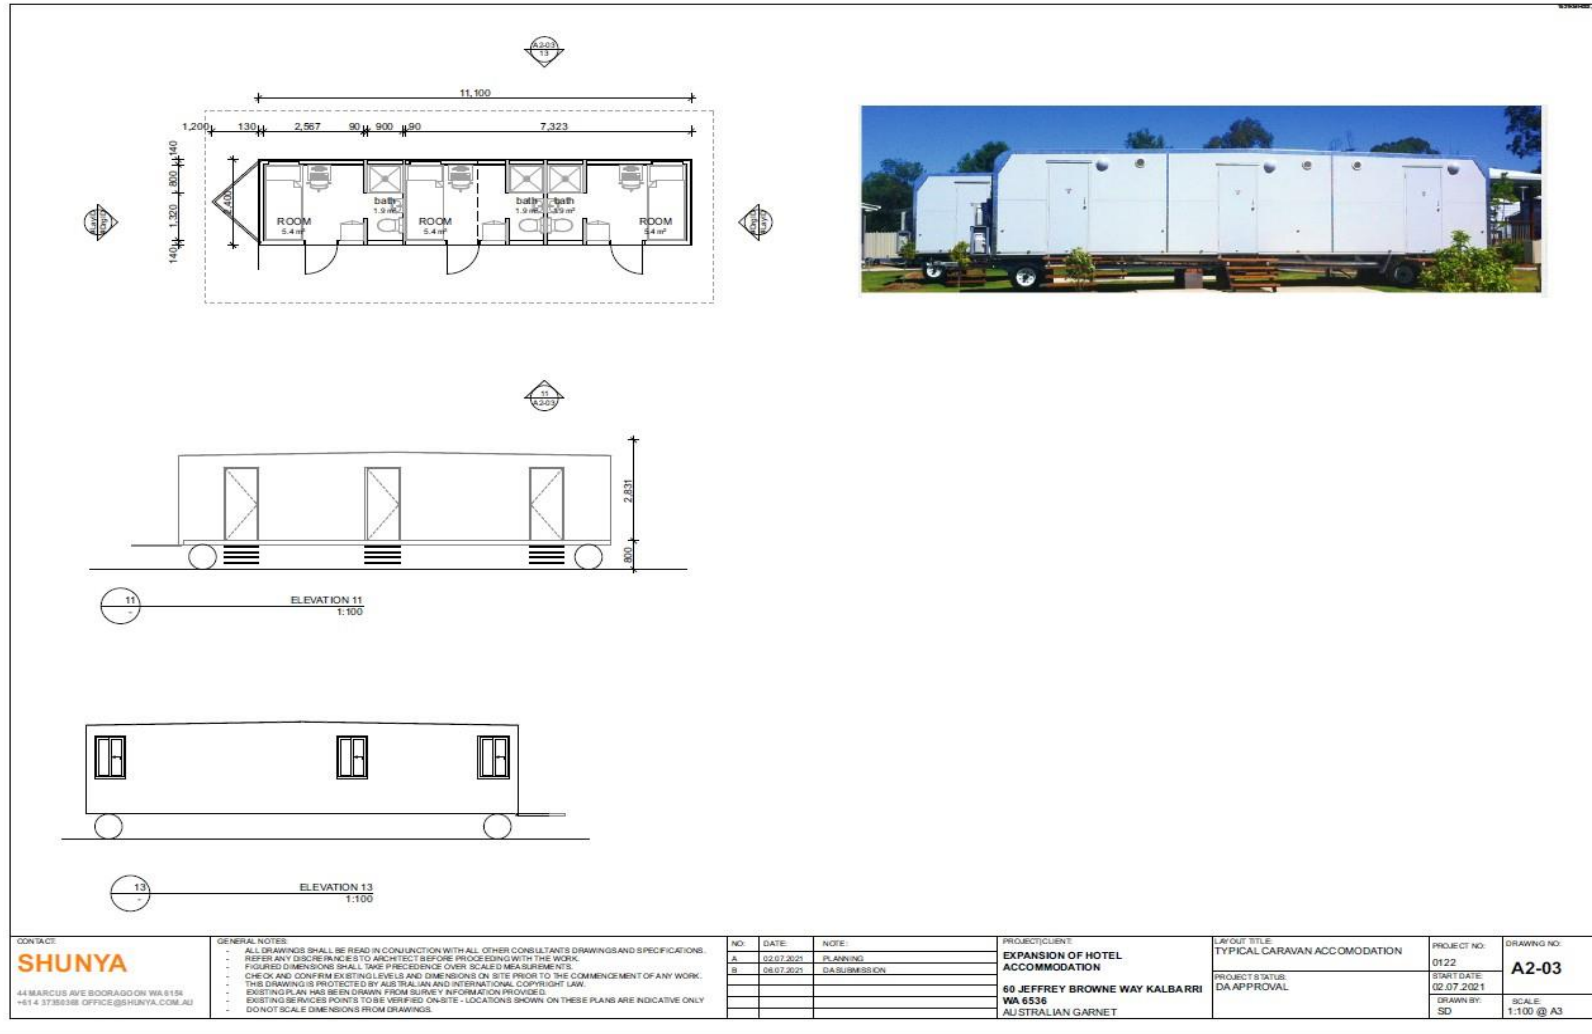 A2-03
13
11,100
1,200
130
2,567
90
900
90
7,323
140
800
1,320
140
2,400
bath
1.9 m²
bath
1.9 m²
bath
ROOM
5.4 m²
ROOM
5.4 m²
ROOM
5.4 m²
11
A2-03
2,831
800
11
-
ELEVATION 11
1:100
13
-
ELEVATION 13
1:100
CONTACT:
SHUNYA
44 MARCUS AVE BOORAGOON WA 6154
OFFICE@SHUNYA.COM.AU
GENERAL NOTES:
- ALL DRAWINGS SHALL BE READ IN CONJUNCTION WITH ALL OTHER CONSULTANTS DRAWINGS AND SPECIFICATIONS.
- REFER ANY DISCREPANCIES TO ARCHITECT BEFORE PROCEEDING WITH THE WORK.
- FIGURED DIMENSIONS SHALL TAKE PRECEDENCE OVER SCALED MEASUREMENTS.
- CHECK AND CONFIRM EXISTING LEVELS AND DIMENSIONS ON SITE PRIOR TO THE COMMENCEMENT OF ANY WORK.
- THIS DRAWING IS PROTECTED BY AUSTRALIAN AND INTERNATIONAL COPYRIGHT LAW.
- EXISTING PLAN HAS BEEN DRAWN FROM SURVEY INFORMATION PROVIDED.
- EXISTING SERVICES POINTS TO BE VERIFIED ON-SITE - LOCATIONS SHOWN ON THESE PLANS ARE INDICATIVE ONLY
- DO NOT SCALE DIMENSIONS FROM DRAWINGS.
NO: DATE: NOTE:
A 02.07.2021 PLANNING
B 06.07.2021 DA SUBMISSION
PROJECT|CLIENT:
EXPANSION OF HOTEL
ACCOMMODATION
60 JEFFREY BROWNE WAY KALBARRI
WA 6536
AUSTRALIAN GARNET
LAYOUT TITLE:
TYPICAL CARAVAN ACCOMODATION
PROJECT STATUS:
DA APPROVAL
PROJECT NO:
0122
START DATE:
02.07.2021
DRAWN BY:
SD
DRAWING NO:
A2-03
SCALE:
1:100 @ A3